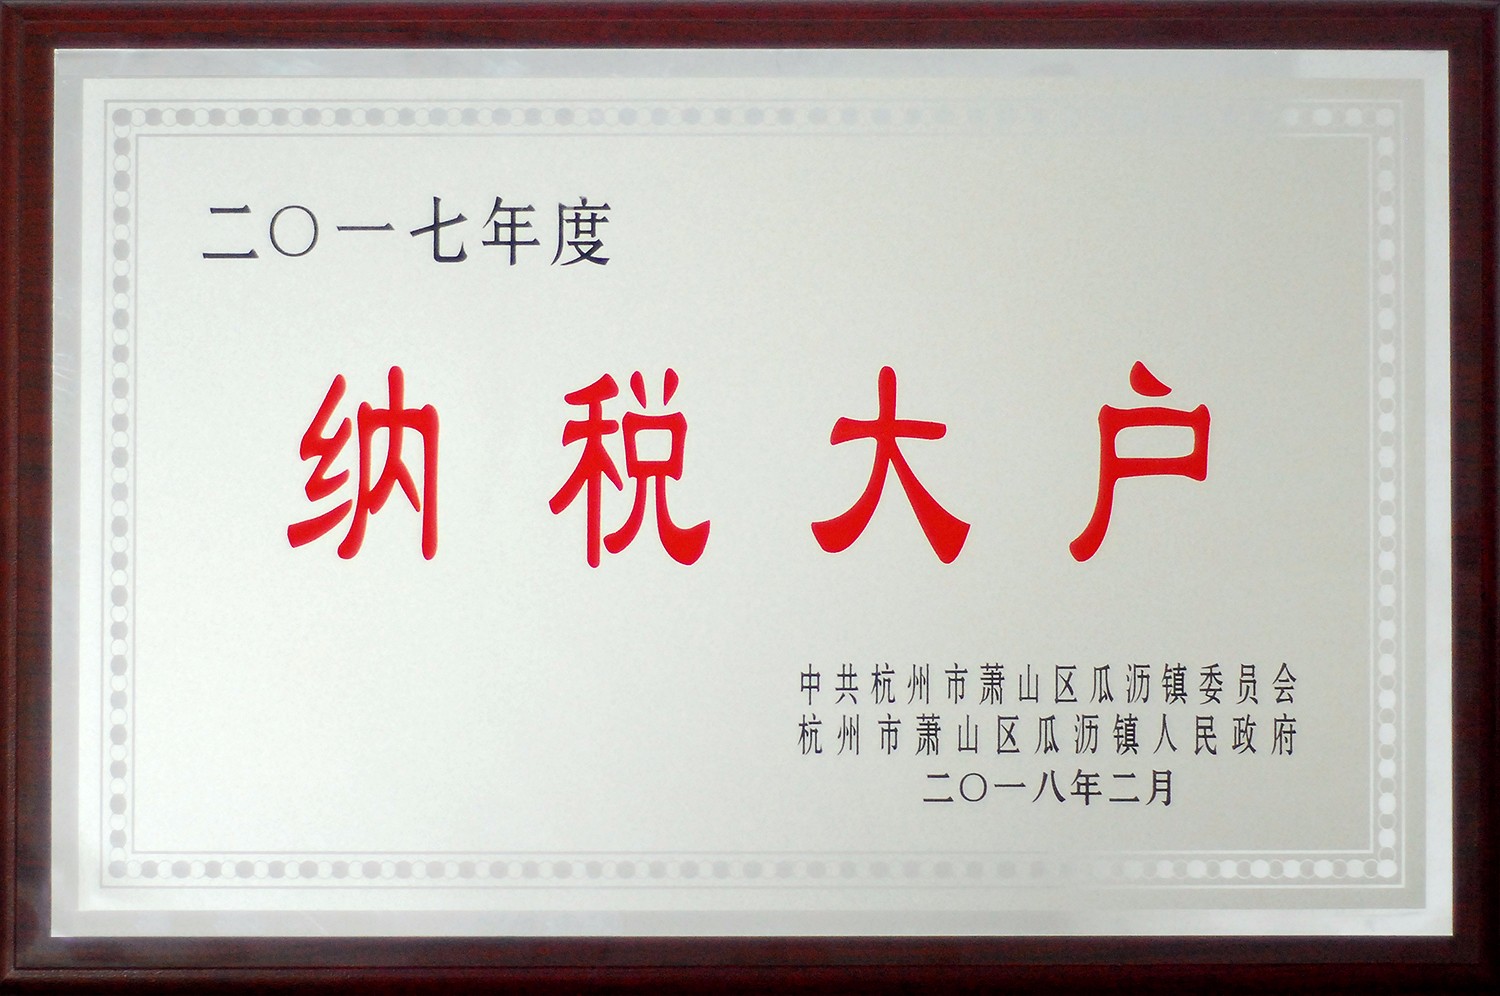 二〇一七年度
纳税大户
中共杭州市萧山区瓜沥镇委员会
杭州市萧山区瓜沥镇人民政府
二〇一八年二月